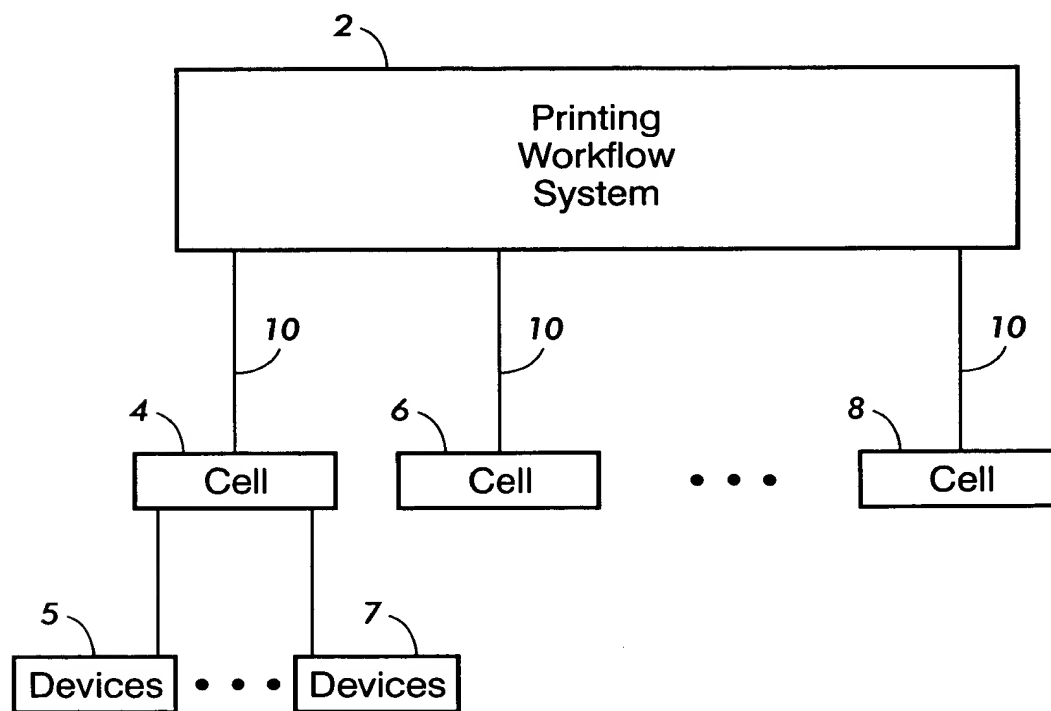 2
Printing
Workflow
System
10 10 10
4 6 8
Cell Cell Cell
5 7
Devices Devices